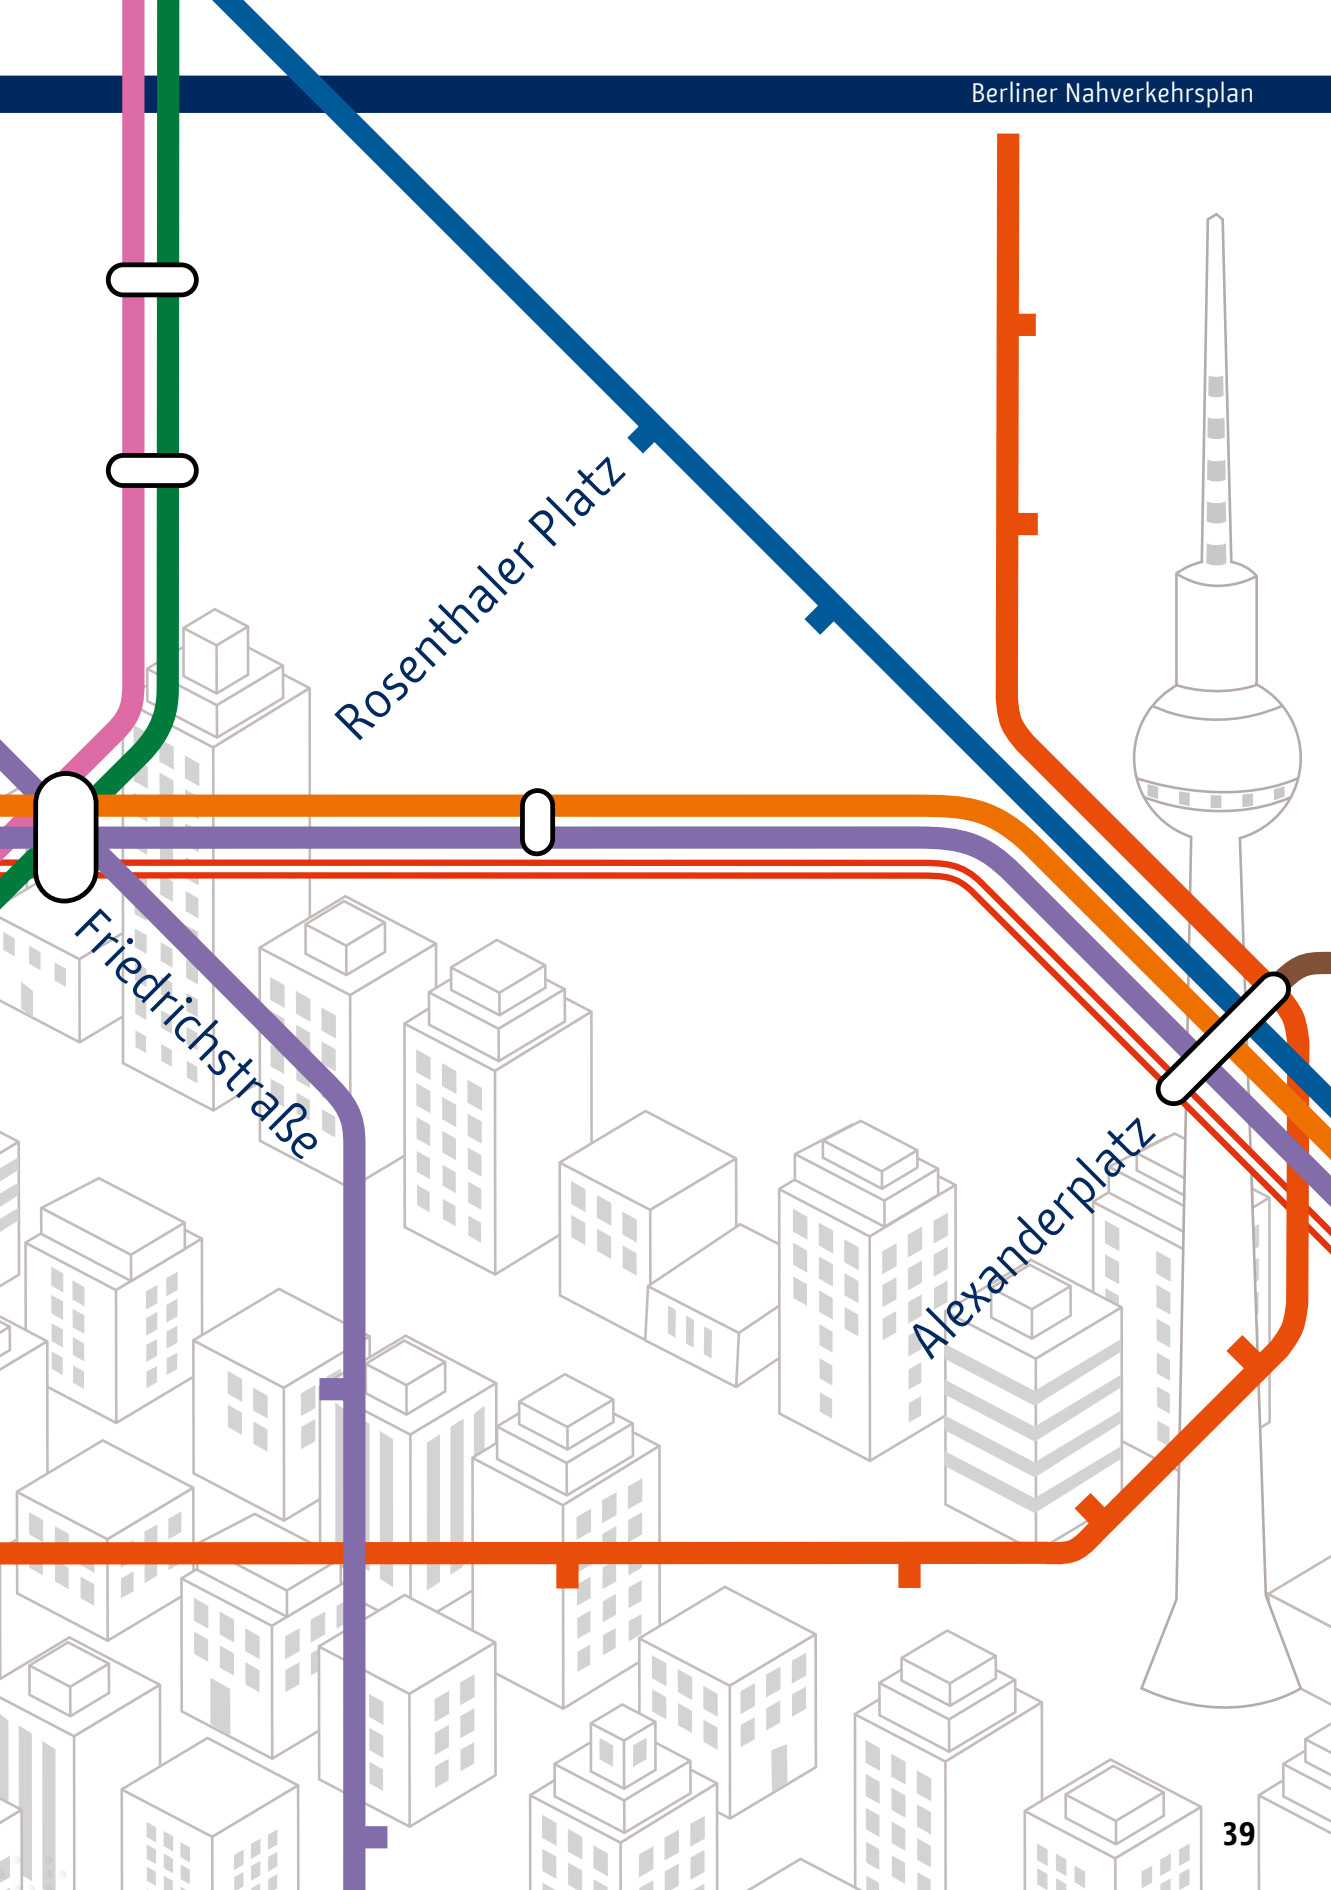 Berliner Nahverkehrsplan
Rosenthaler Platz
Friedrichstraße
Alexanderplatz
39